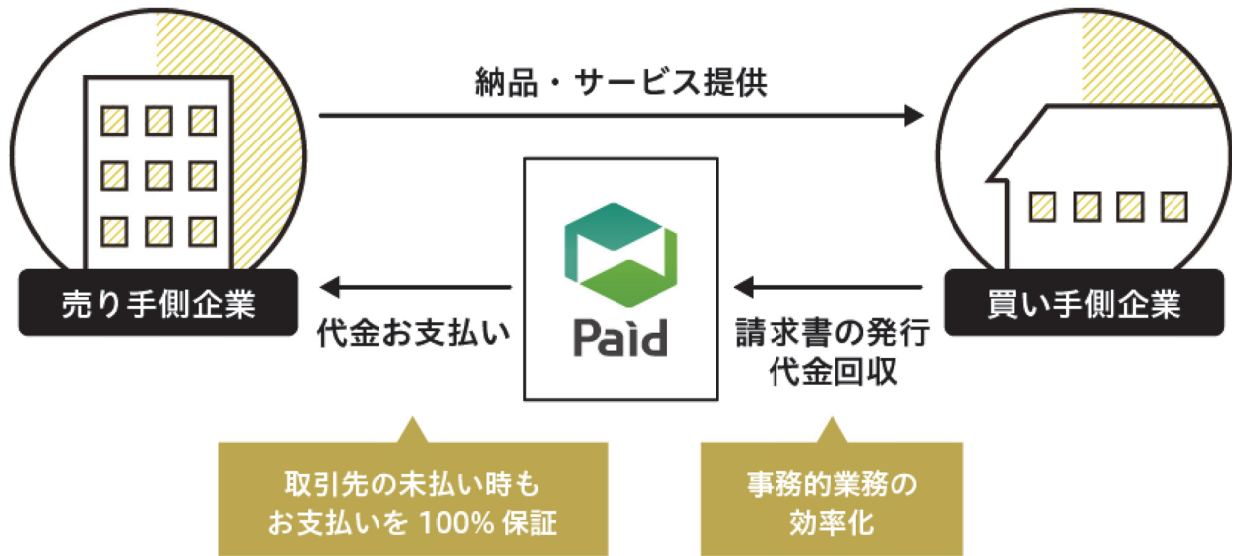 納品・サービス提供
売り手側企業
代金お支払い
Paid
請求書の発行
代金回収
買い手側企業
取引先の未払い時も
お支払いを 100% 保証
事務的業務の
効率化